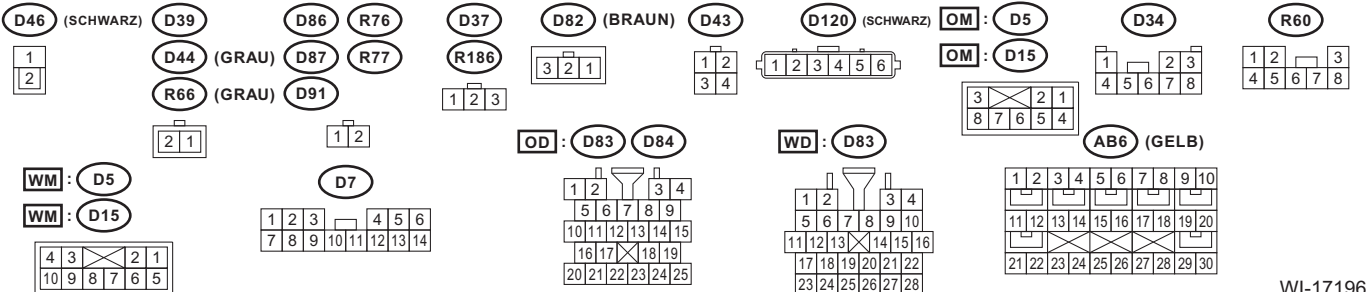 D46 (SCHWARZ) D39 D86 R76 D37 D82 (BRAUN) D43 D120 (SCHWARZ) OM : D5 D34 R60
D44 (GRAU) D87 R77 R186 OM : D15
R66 (GRAU) D91
1
2
2 1
1 2
1 2 3
3 2 1
1 2
3 4
1 2 3 4 5 6
3 2 1
8 7 6 5 4
1 2 3
4 5 6 7 8
1 2 3
4 5 6 7 8
WM : D5
WM : D15
4 3 2 1
10 9 8 7 6 5
D7
1 2 3 4 5 6
7 8 9 10 11 12 13 14
OD : D83 D84
1 2 3 4
5 6 7 8 9
10 11 12 13 14 15
16 17 18 19
20 21 22 23 24 25
WD : D83
1 2 3 4
5 6 7 8 9 10
11 12 13 14 15 16
17 18 19 20 21 22
23 24 25 26 27 28
AB6 (GELB)
1 2 3 4 5 6 7 8 9 10
11 12 13 14 15 16 17 18 19 20
21 22 23 24 25 26 27 28 29 30
WI-17196